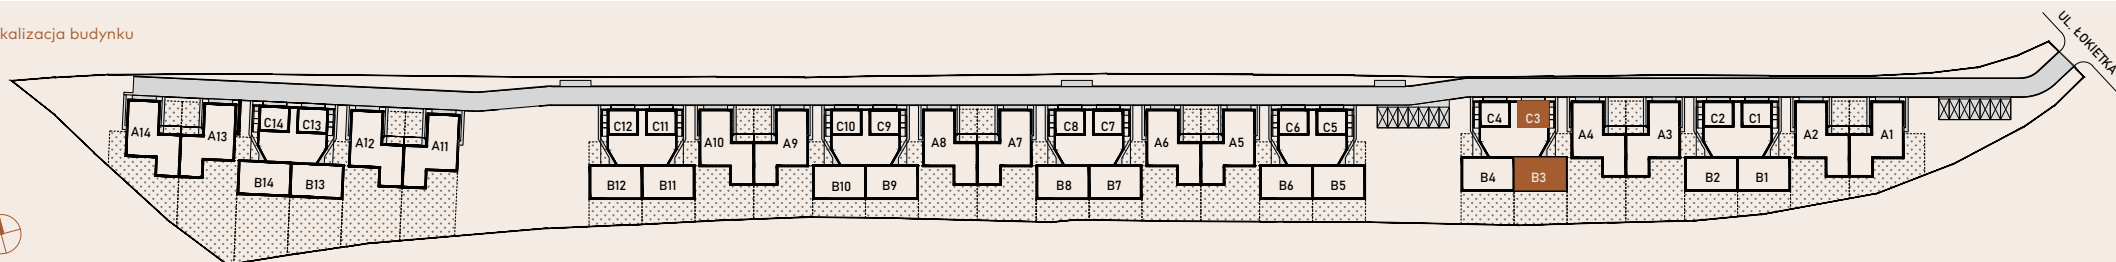 kalizacja budynku
UL. ŁOKIETKA
A14
A13
C14
C13
A12
A11
B14
B13
C12
C11
B12
B11
A10
A9
C10
C9
B10
B9
A8
A7
C8
C7
B8
B7
A6
A5
C6
C5
B6
B5
C4
C3
B4
B3
A4
A3
C2
C1
B2
B1
A2
A1